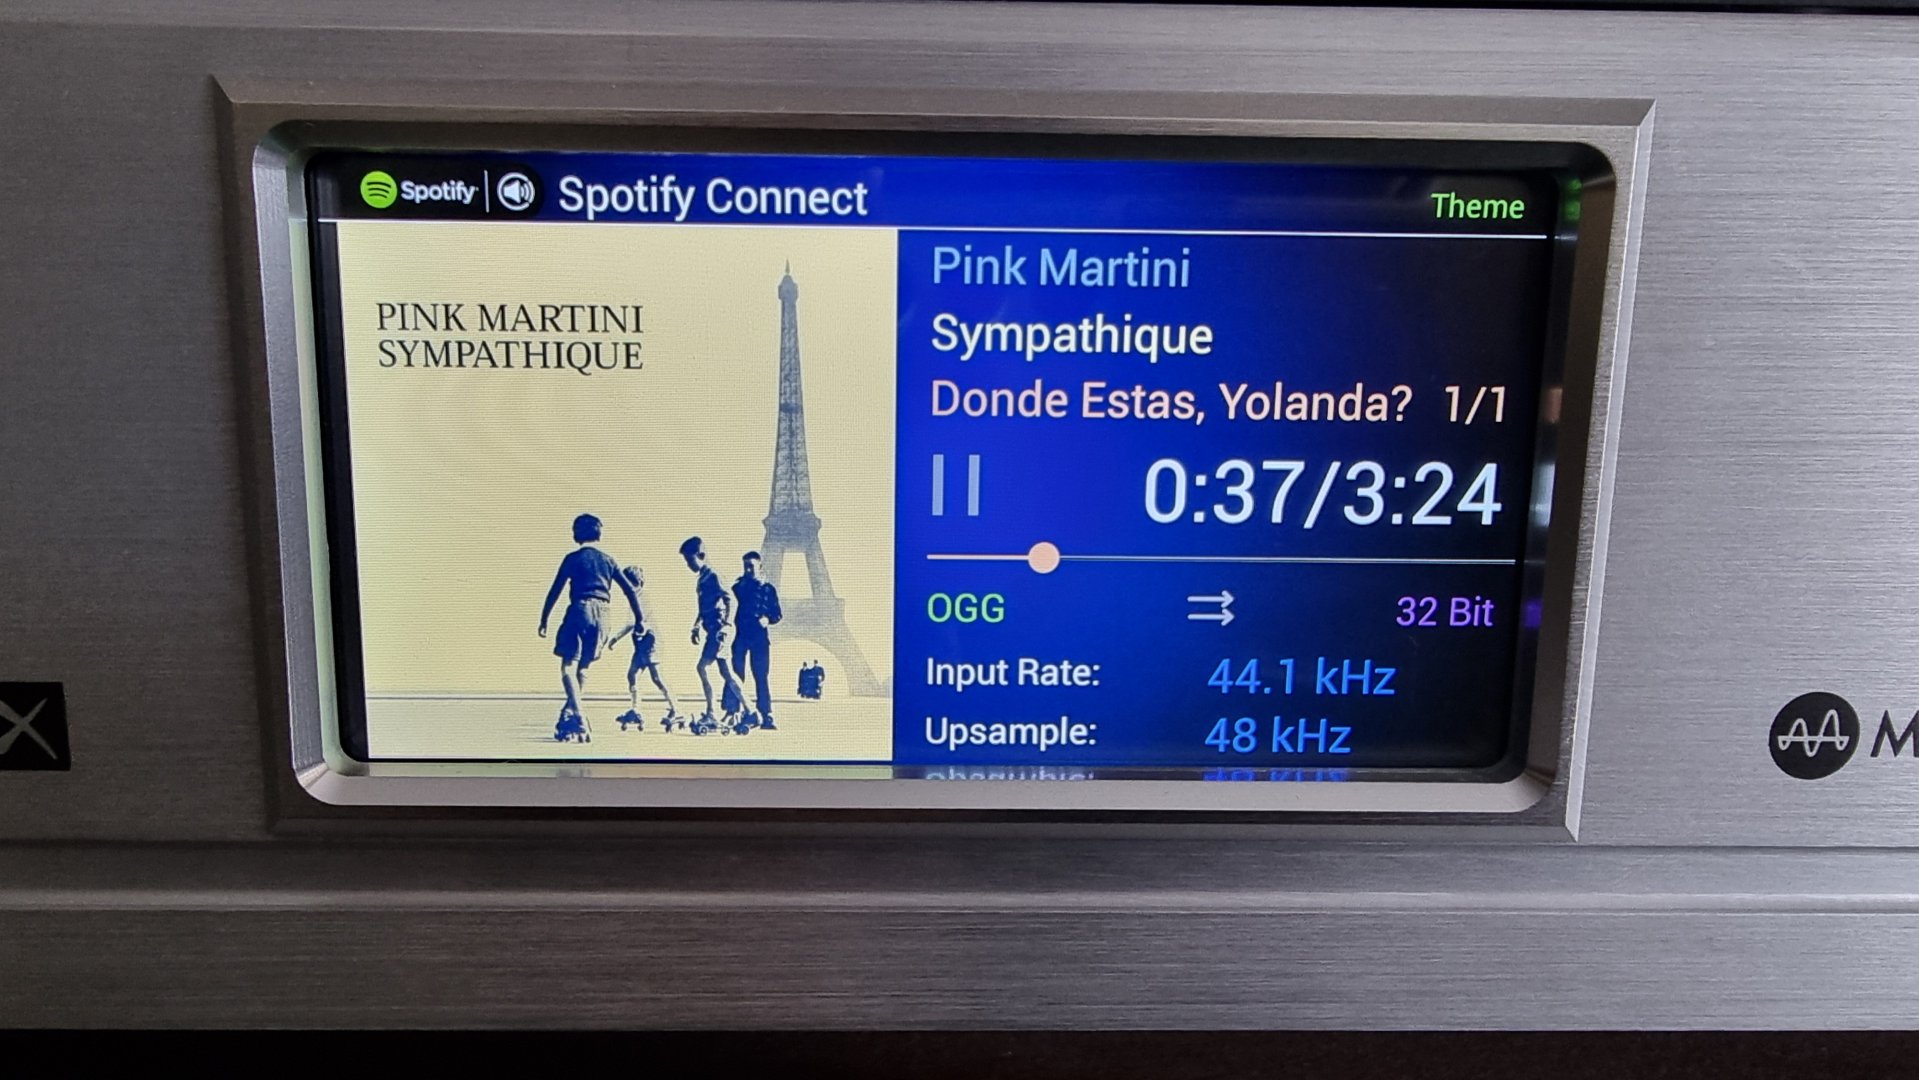 Spotify Spotify Connect
Theme
PINK MARTINI
SYMPATHIQUE
Pink Martini
Sympathique
Donde Estas, Yolanda? 1/1
0:37/3:24
OGG 32 Bit
Input Rate: 44.1 kHz
Upsample: 48 kHz
X
M